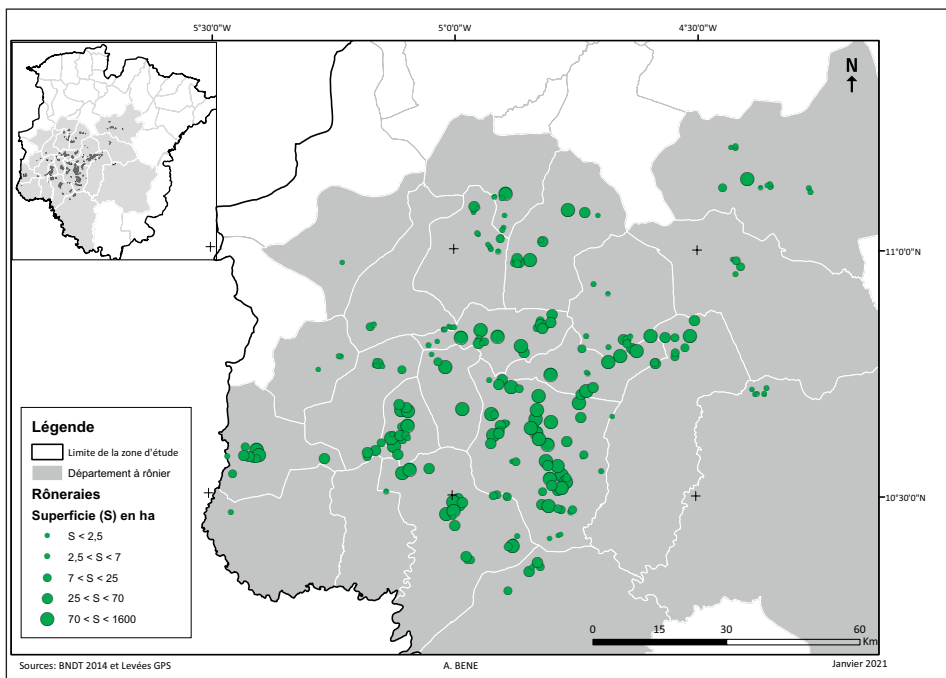 5°30'0"W 5°0'0"W 4°30'0"W
N
11°0'0"N
10°30'0"N
Légende
Limite de la zone d'étude
Département à rônier
Rôneraies
Superficie (S) en ha
S < 2,5
2,5 < S < 7
7 < S < 25
25 < S < 70
70 < S < 1600
0 15 30 60
Km
Sources: BNDT 2014 et Levées GPS A. BENE Janvier 2021